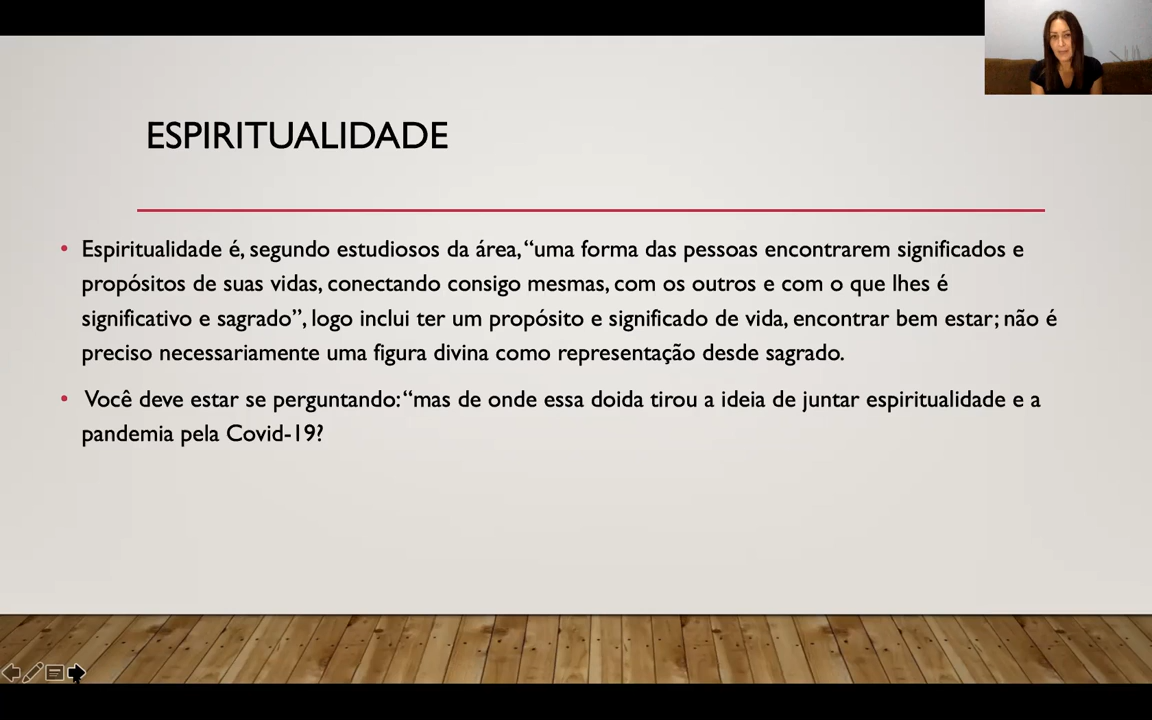 ESPIRITUALIDADE
• Espiritualidade é, segundo estudiosos da área, “uma forma das pessoas encontrarem significados e
propósitos de suas vidas, conectando consigo mesmas, com os outros e com o que lhes é
significativo e sagrado”, logo inclui ter um propósito e significado de vida, encontrar bem estar; não é
preciso necessariamente uma figura divina como representação desde sagrado.
• Você deve estar se perguntando: “mas de onde essa doida tirou a ideia de juntar espiritualidade e a
pandemia pela Covid-19?